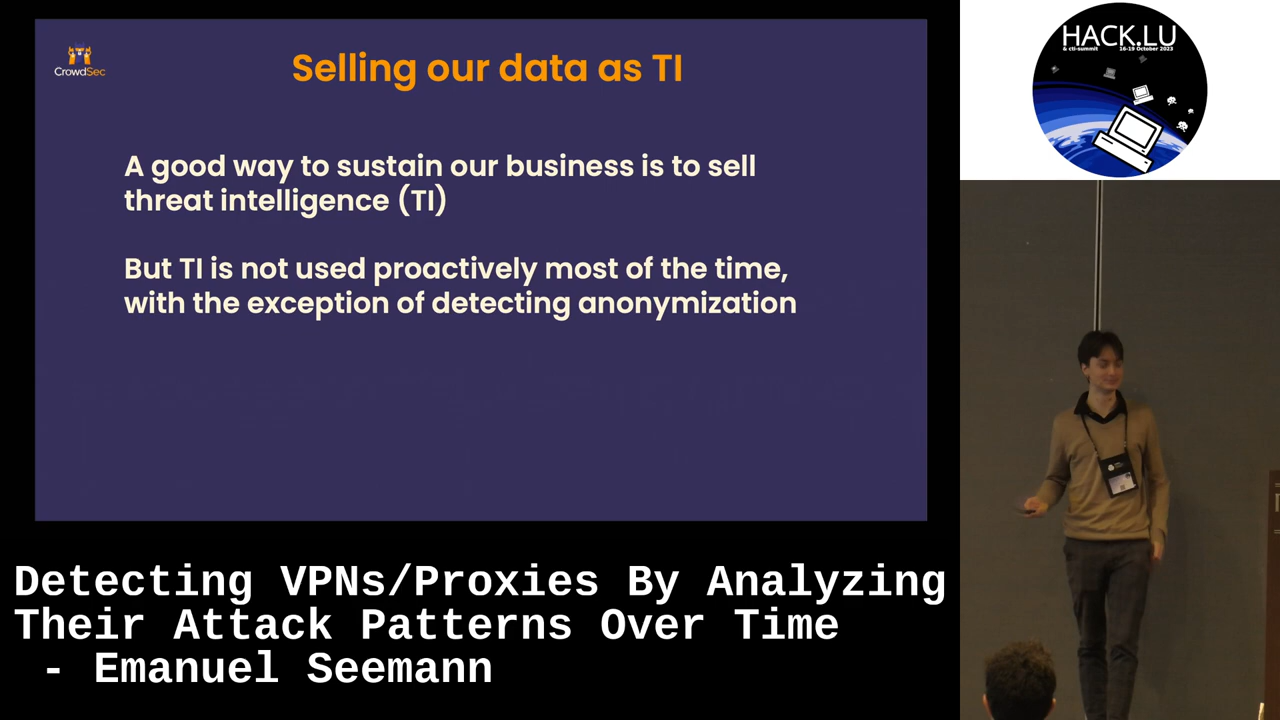 CrowdSec
Selling our data as TI
A good way to sustain our business is to sell
threat intelligence (TI)
But TI is not used proactively most of the time,
with the exception of detecting anonymization
HACK.LU
& cti-summit 16-19 October 2023
Detecting VPNs/Proxies By Analyzing
Their Attack Patterns Over Time
- Emanuel Seemann